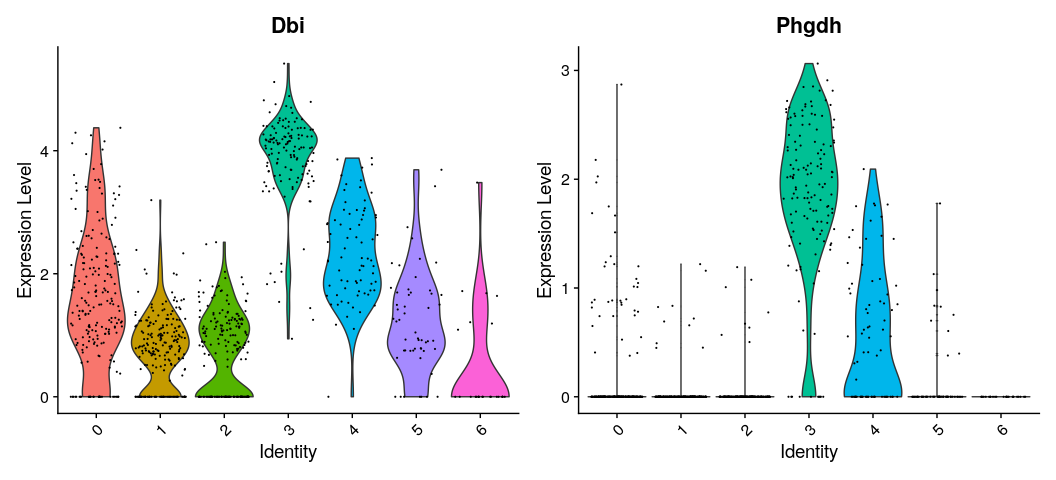 Dbi
Expression Level
4
2
0
0 1 2 3 4 5 6
Identity
Phgdh
Expression Level
3
2
1
0
0 1 2 3 4 5 6
Identity